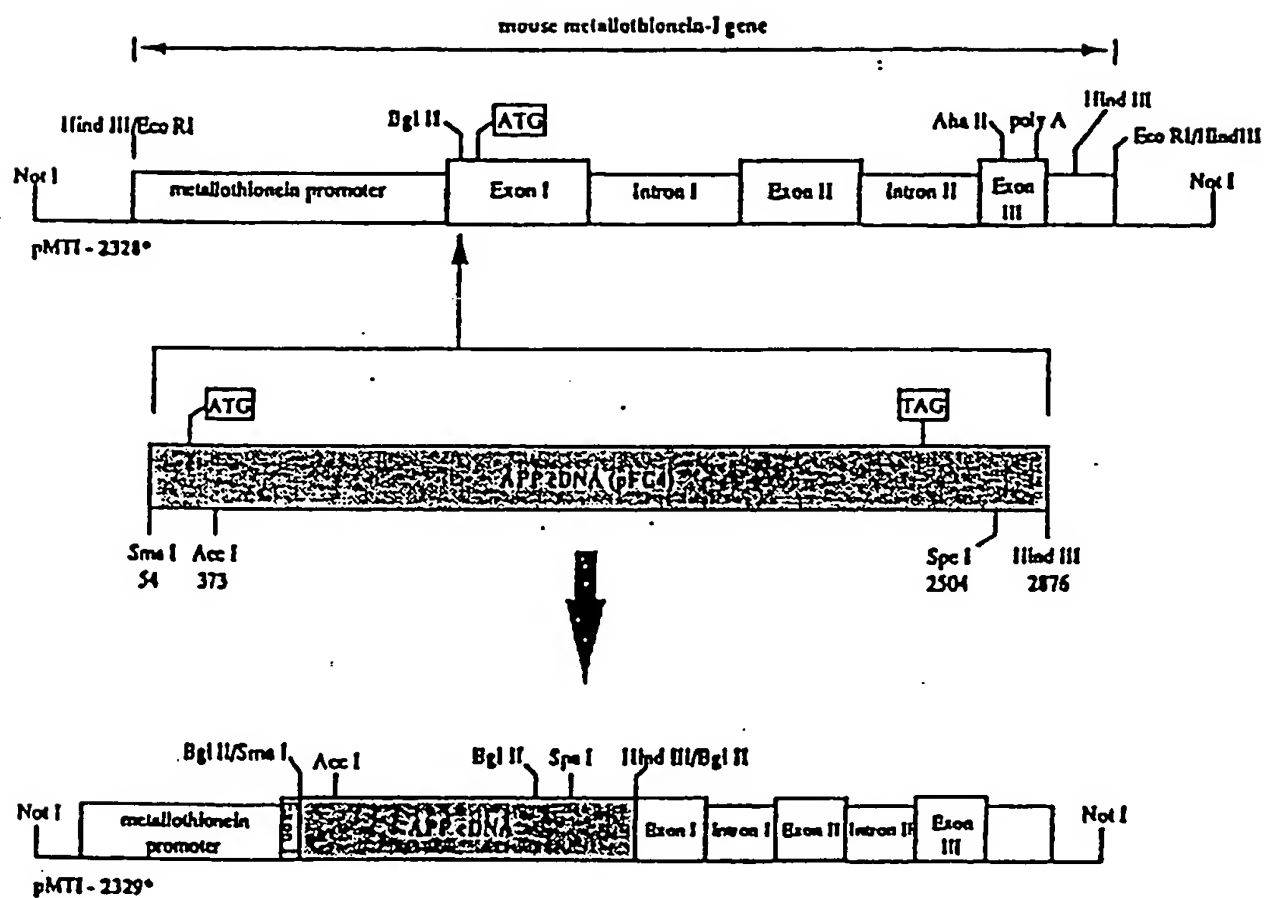 mouse metallothionein-I gene
Hind III/Eco RI
Bgl II
ATG
Aha II
poly A
Hind III
Eco RI/HindIII
Not I
metallothionein promoter
Exon I
Intron I
Exon II
Intron II
Exon
III
Not I
pMTI - 2328*
ATG
TAG
APP cDNA (pFC4)
Sma I
54
Acc I
373
Spe I
2504
Hind III
2876
Bgl II/Sma I
Acc I
Bgl II
Spe I
Hind III/Bgl II
Not I
metallothionein
promoter
APP cDNA
Exon I
Intron I
Exon II
Intron II
Exon
III
Not I
pMTI - 2329*